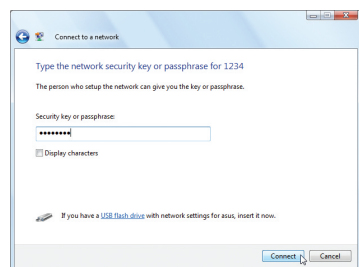 Connect to a network
Type the network security key or passphrase for 1234
The person who setup the network can give you the key or passphrase.
Security key or passphrase:
••••••••
Display characters
If you have a USB flash drive with network settings for asus, insert it now.
Connect Cancel